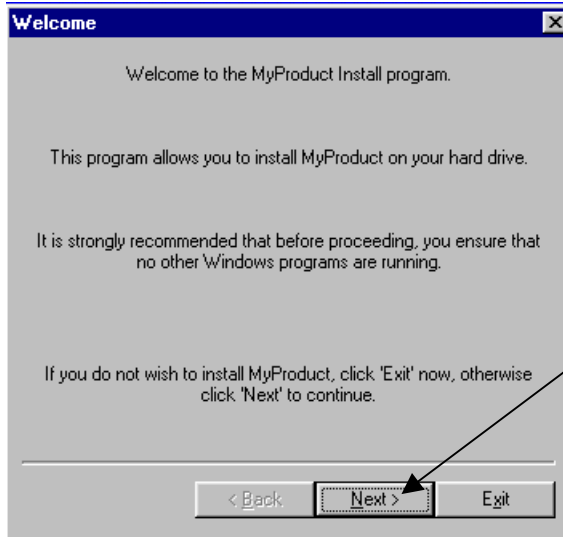 Welcome
Welcome to the MyProduct Install program.
This program allows you to install MyProduct on your hard drive.
It is strongly recommended that before proceeding, you ensure that
no other Windows programs are running.
If you do not wish to install MyProduct, click 'Exit' now, otherwise
click 'Next' to continue.
< Back Next > Exit